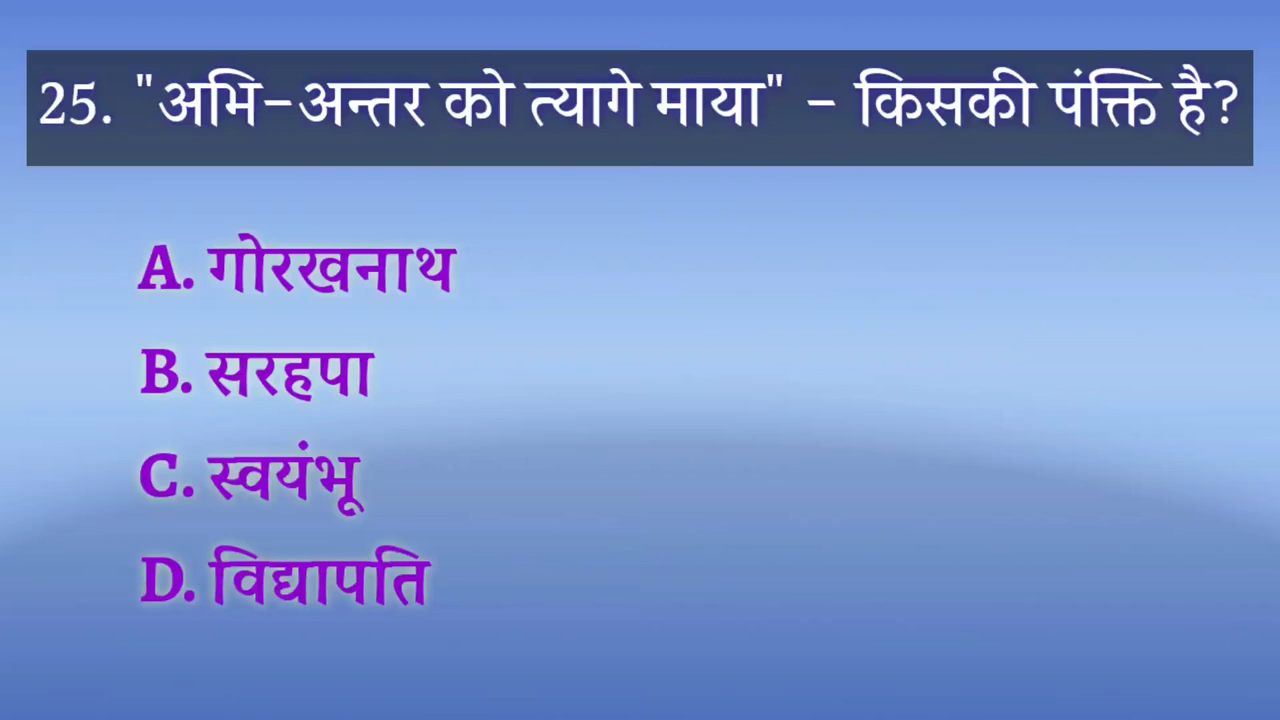 25. "अभि-अन्तर को त्यागे माया" - किसकी पंक्ति है?
A. गोरखनाथ
B. सरहपा
C. स्वयंभू
D. विद्यापति